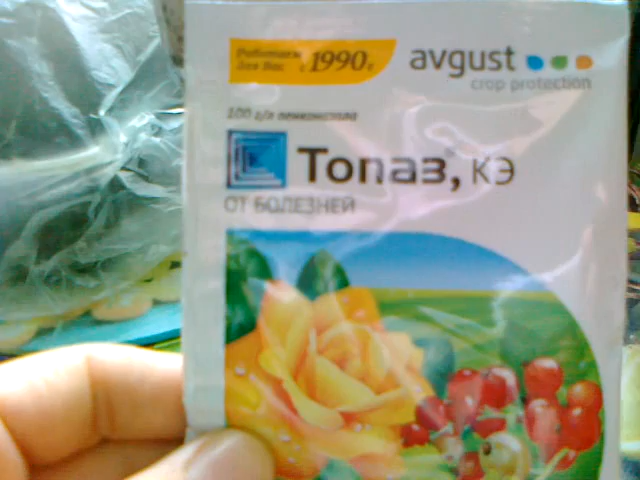 Работаем
для Вас с 1990 г.
avgust
crop protection
100 г/л пенконазола
Топаз®, КЭ
ОТ БОЛЕЗНЕЙ